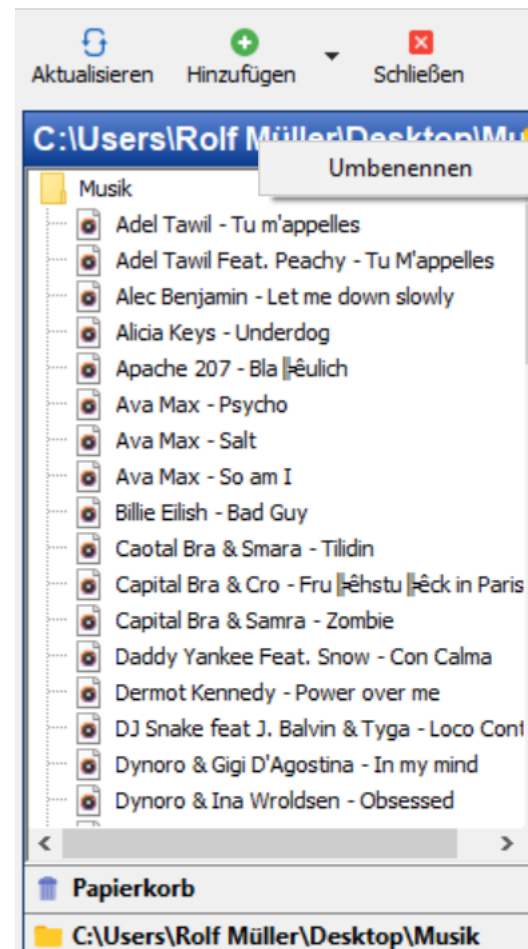 Aktualisieren Hinzufügen Schließen
C:\Users\Rolf Müller\Desktop\Mu
Umbenennen
Musik
Adel Tawil - Tu m'appelles
Adel Tawil Feat. Peachy - Tu M'appelles
Alec Benjamin - Let me down slowly
Alicia Keys - Underdog
Apache 207 - Bla╠êulich
Ava Max - Psycho
Ava Max - Salt
Ava Max - So am I
Billie Eilish - Bad Guy
Caotal Bra & Smara - Tilidin
Capital Bra & Cro - Fru╠êhstu╠êck in Paris
Capital Bra & Samra - Zombie
Daddy Yankee Feat. Snow - Con Calma
Dermot Kennedy - Power over me
DJ Snake feat J. Balvin & Tyga - Loco Cont
Dynoro & Gigi D'Agostina - In my mind
Dynoro & Ina Wroldsen - Obsessed
Papierkorb
C:\Users\Rolf Müller\Desktop\Musik